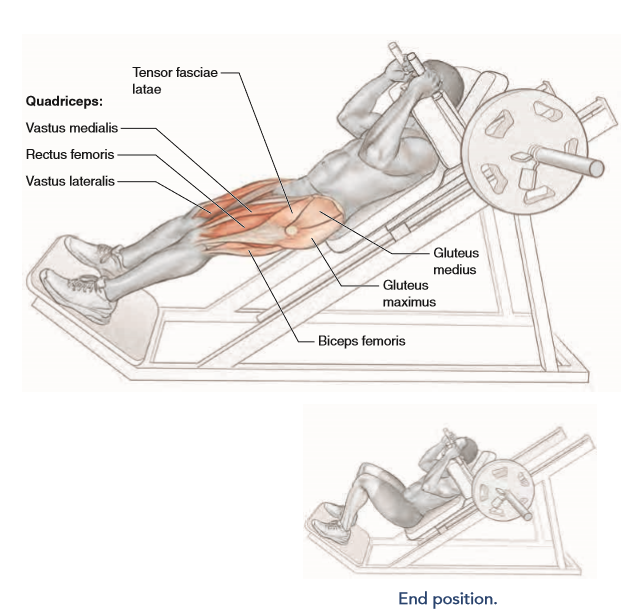 Tensor fasciae
latae
Quadriceps:
Vastus medialis
Rectus femoris
Vastus lateralis
Gluteus
medius
Gluteus
maximus
Biceps femoris
End position.